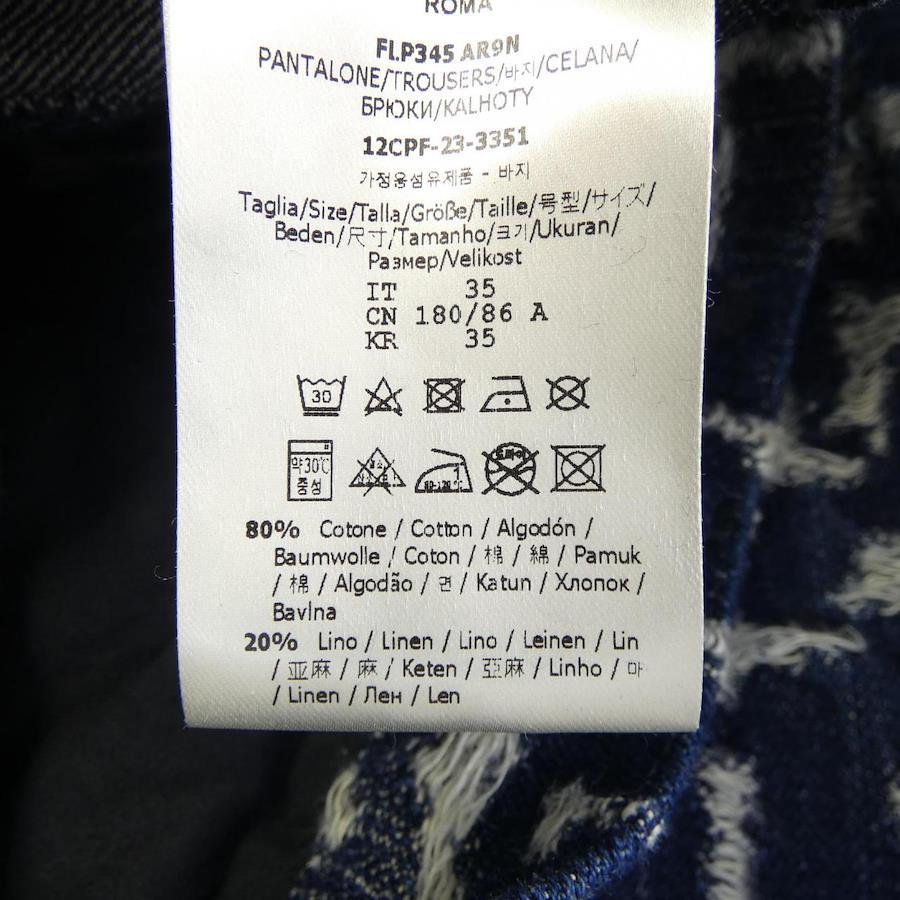 ROMA
FLP345 AR9N
PANTALONE/TROUSERS/바지/CELANA/
БРЮКИ/KALHOTY
12CPF-23-3351
가정용섬유제품 - 바지
Taglia/Size/Talla/Größe/Taille/号型/サイズ/
Beden/尺寸/Tamanho/크기/Ukuran/
Размер/Velikost
IT 35
CN 180/86 A
KR 35
30
약30℃
중성
80-120℃
80% Cotone / Cotton / Algodón /
Baumwolle / Coton / 棉 / 綿 / Pamuk
/ 棉 / Algodão / 면 / Katun / Хлопок /
Bavlna
20% Lino / Linen / Lino / Leinen / Lin
/ 亚麻 / 麻 / Keten / 亞麻 / Linho / 마
/ Linen / Лен / Len